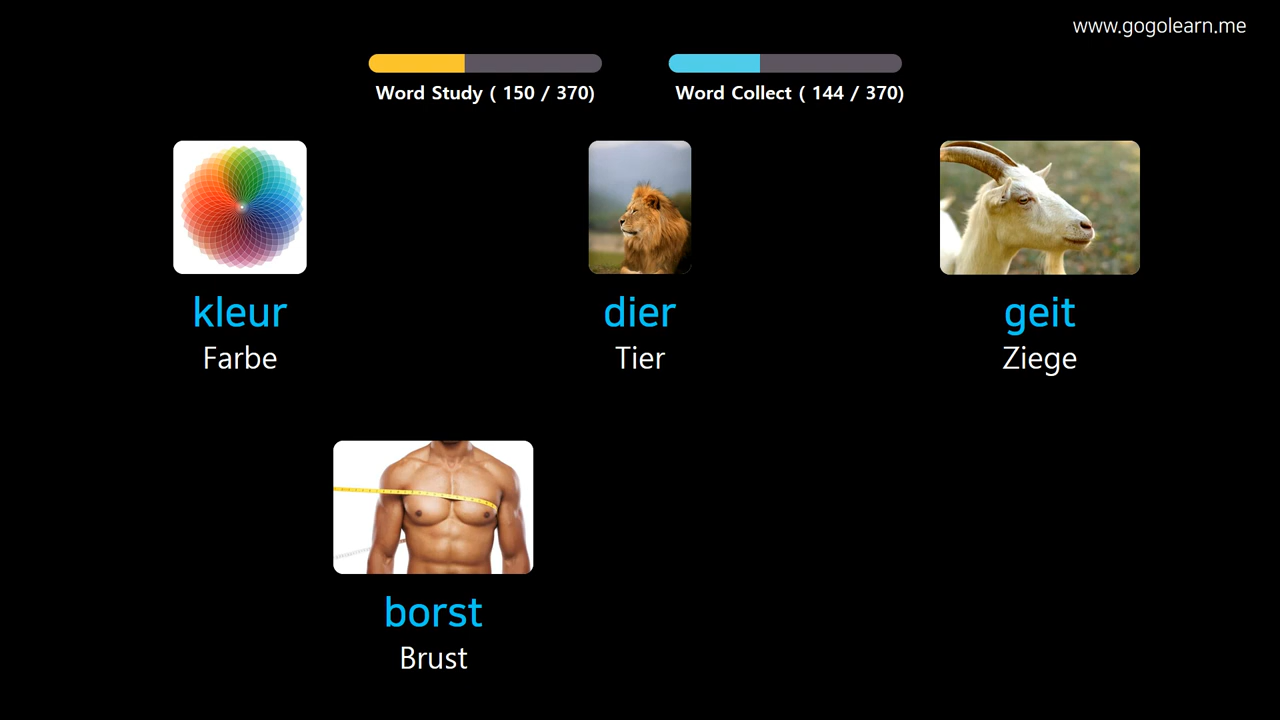 www.gogolearn.me
Word Study ( 150 / 370)
Word Collect ( 144 / 370)
kleur
Farbe
dier
Tier
geit
Ziege
borst
Brust